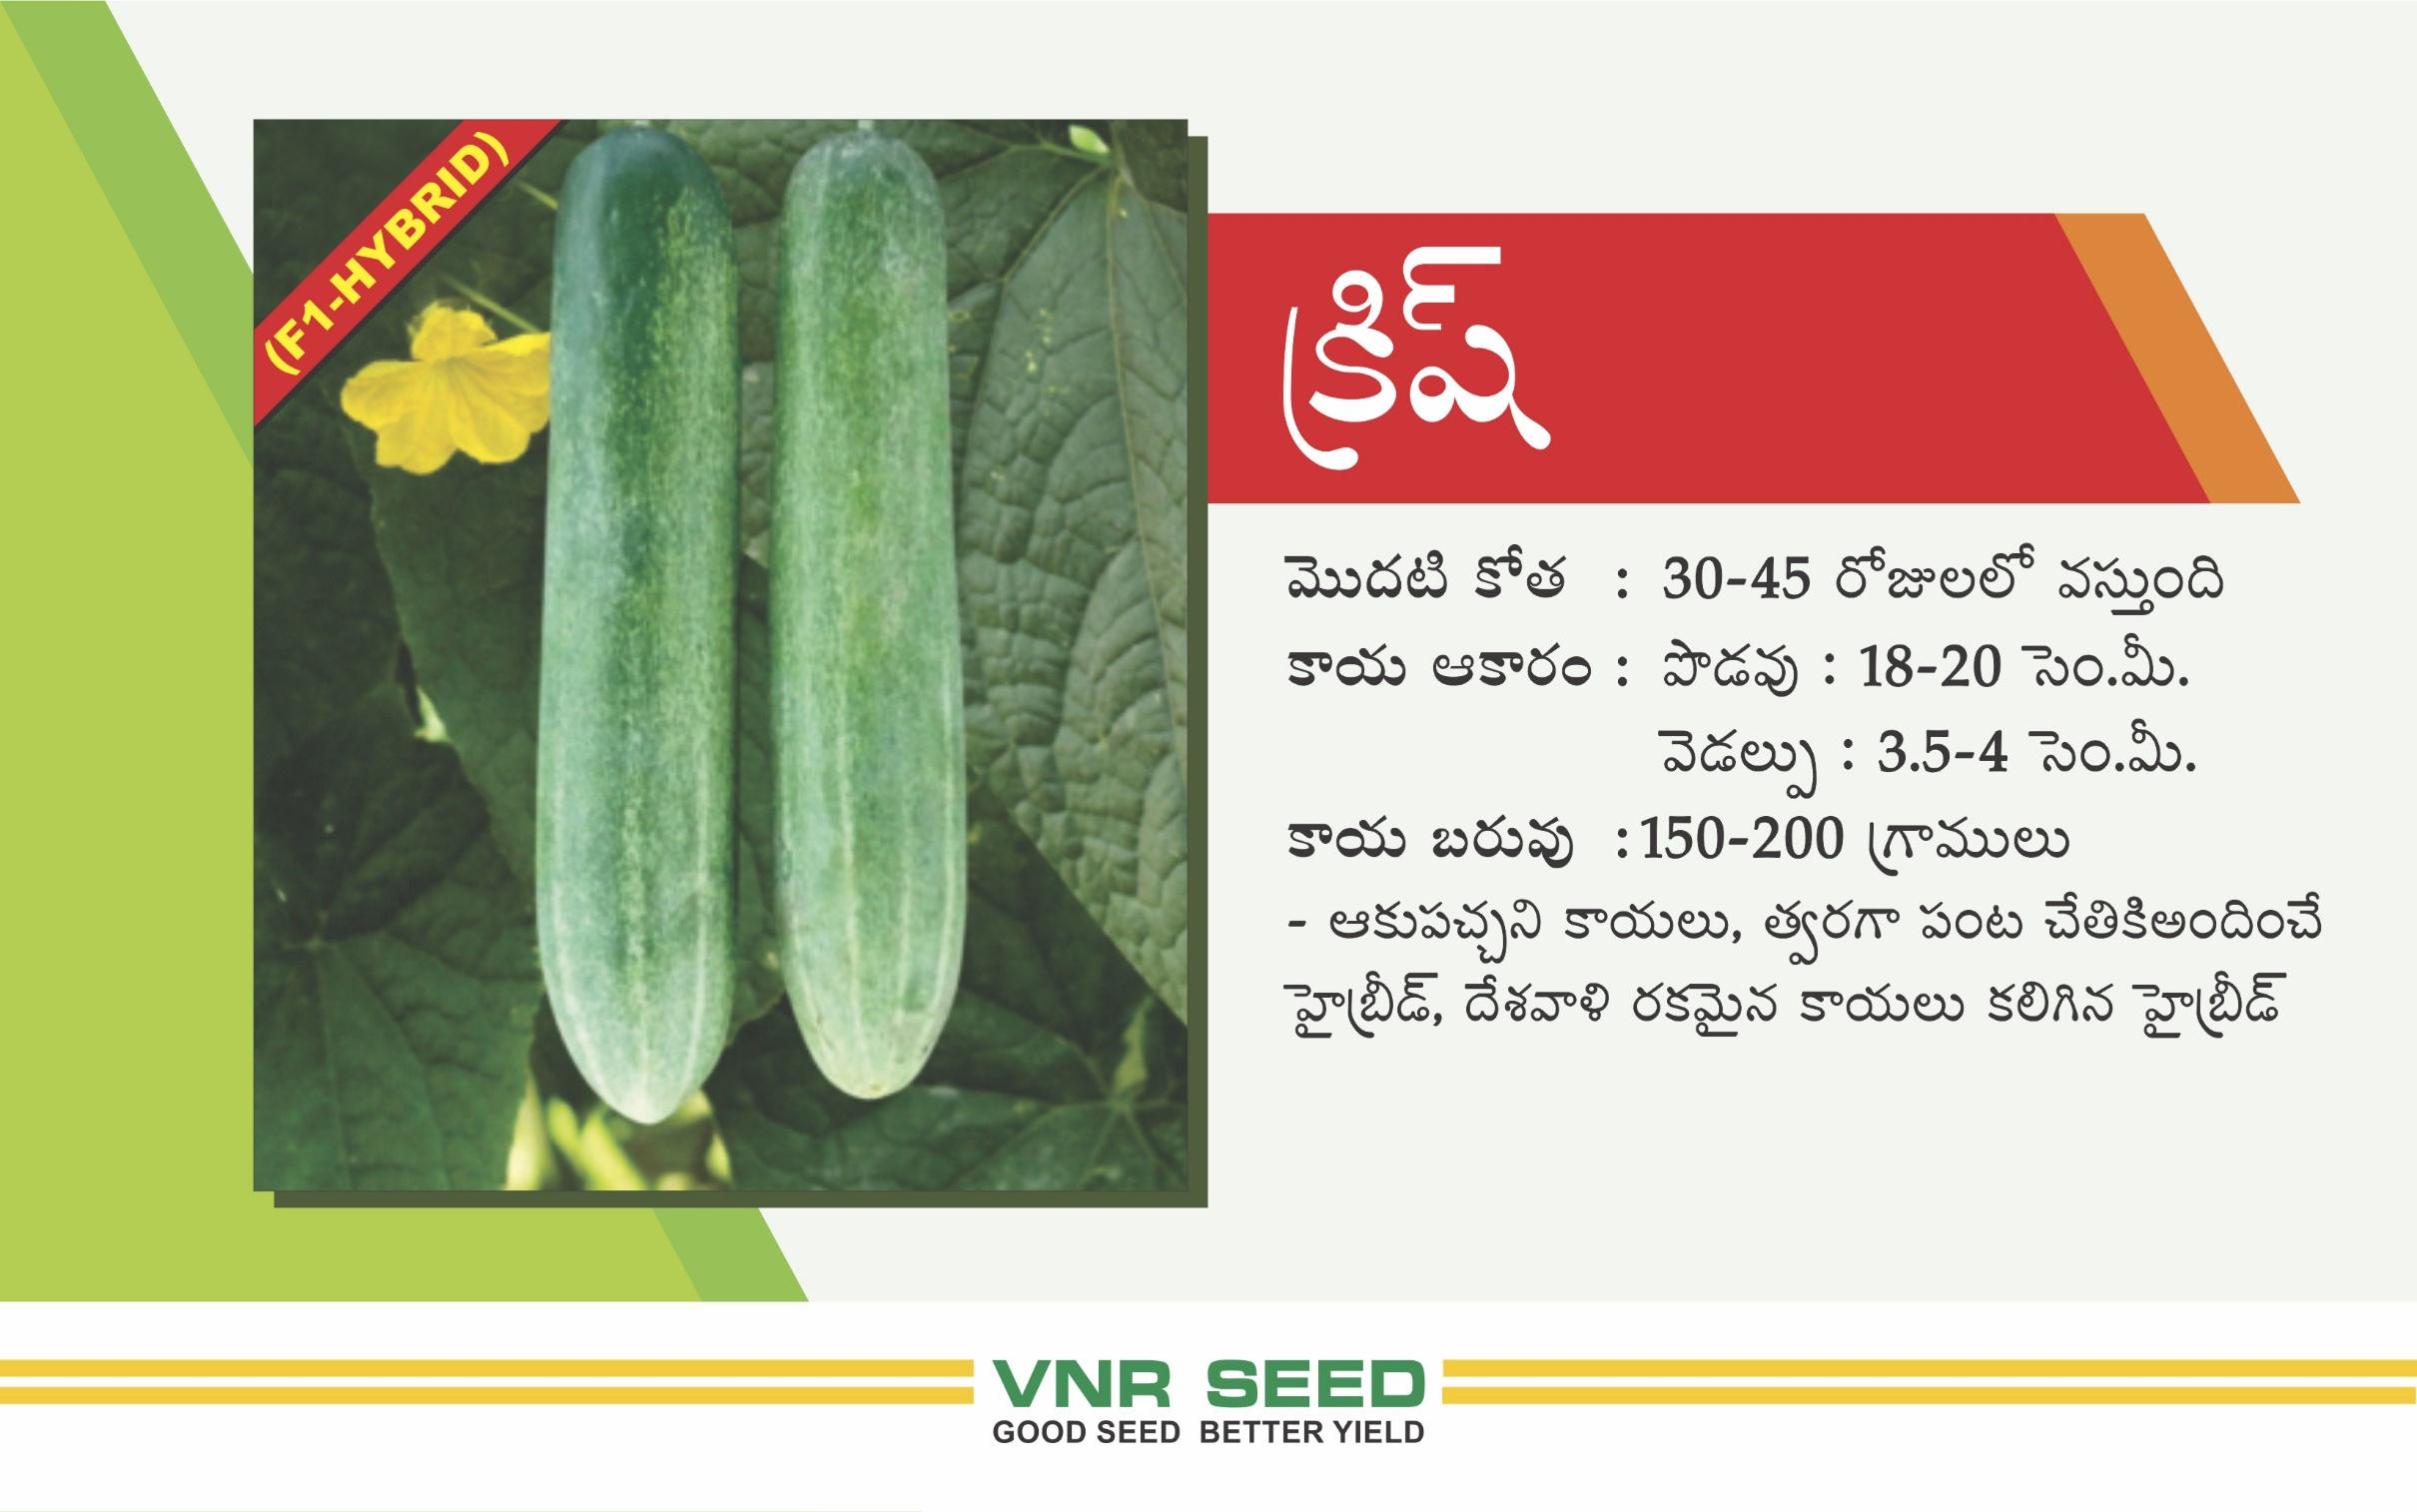 (F1-HYBRID)
క్రిష్
మొదటి కోత : 30-45 రోజులలో వస్తుంది
కాయ ఆకారం : పొడవు : 18-20 సెం.మీ.
వెడల్పు : 3.5-4 సెం.మీ.
కాయ బరువు :150-200 గ్రాములు
- ఆకుపచ్చని కాయలు, త్వరగా పంట చేతికిఅందించే
హైబ్రీడ్, దేశవాళి రకమైన కాయలు కలిగిన హైబ్రీడ్
VNR SEED
GOOD SEED BETTER YIELD